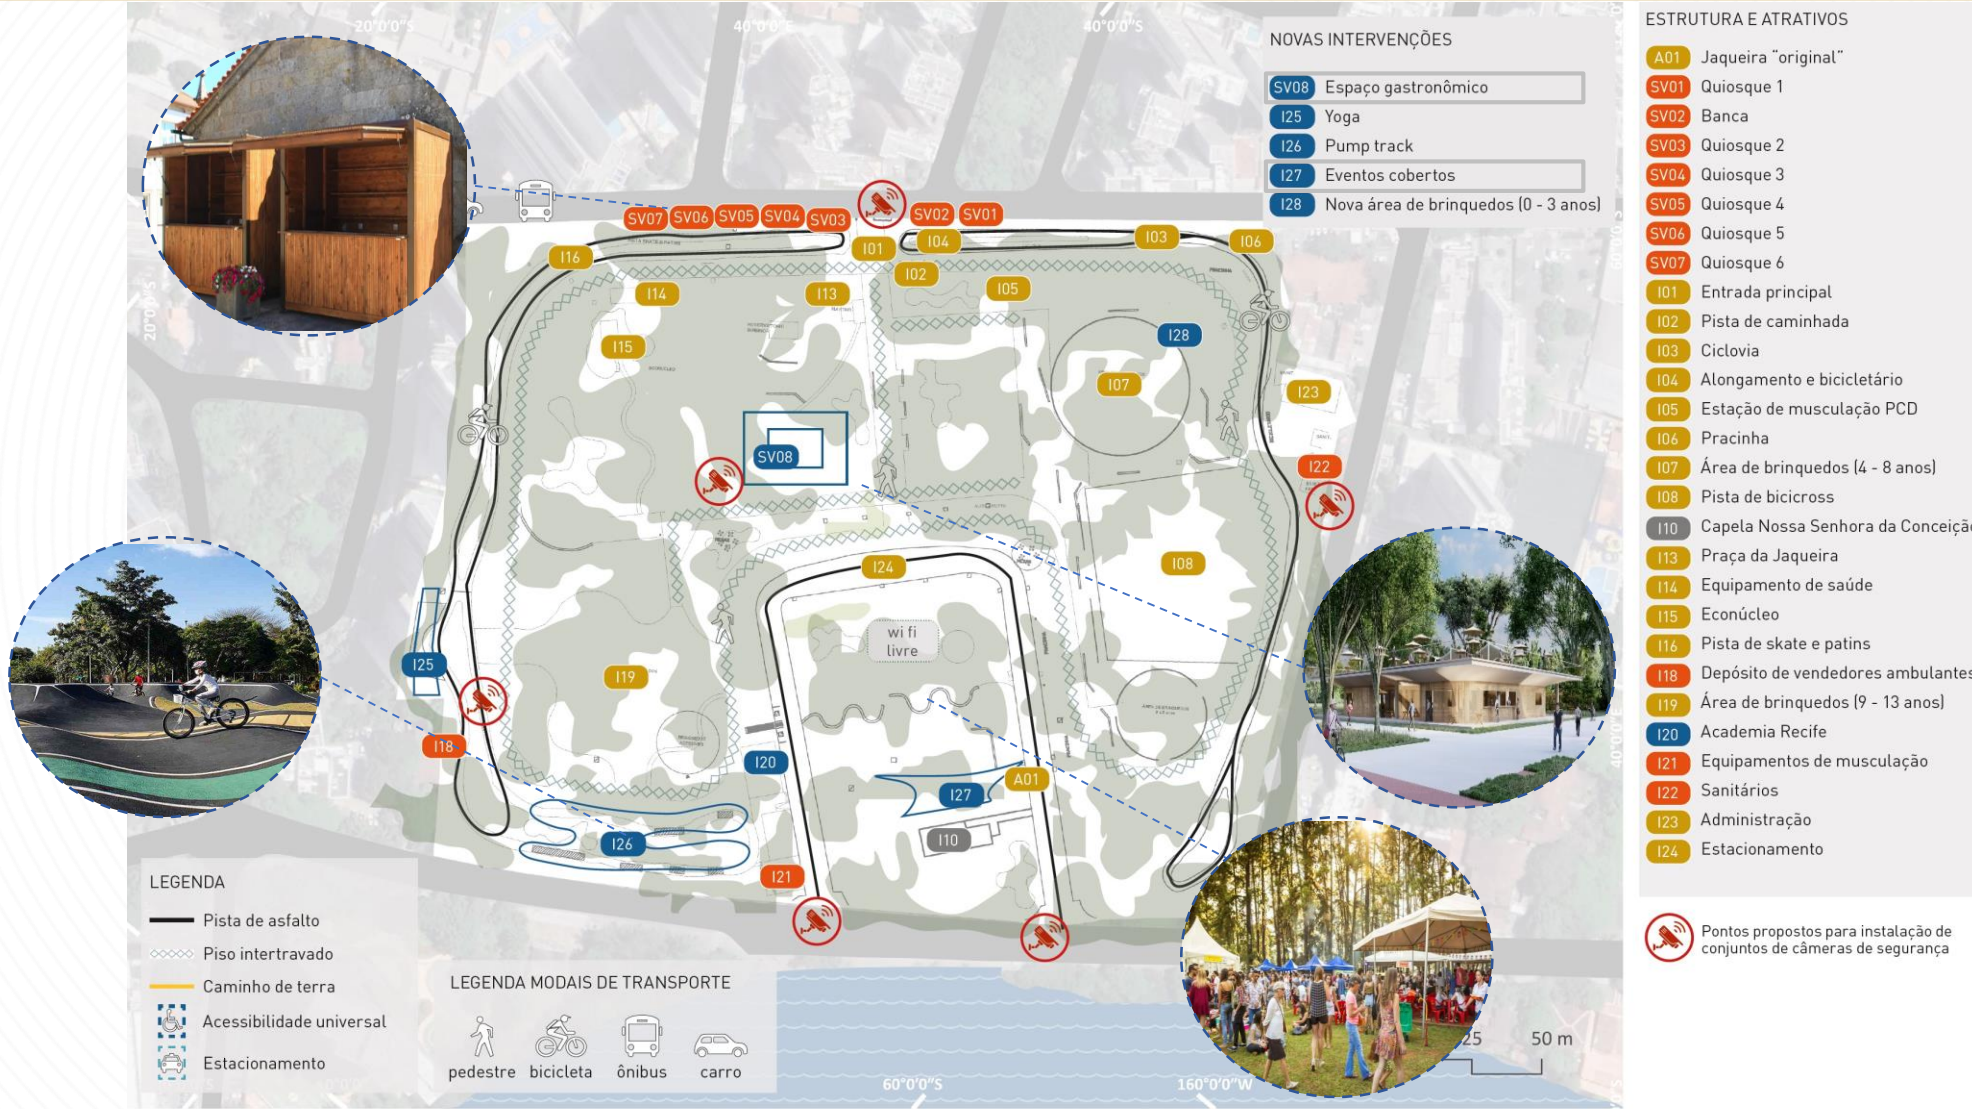 20°0'0"S
40°0'0"E
40°0'0"S
20°0'0"S
40°0'0"E
60°0'0"S
160°0'0"W
NOVAS INTERVENÇÕES
SV08 Espaço gastronômico
I25 Yoga
I26 Pump track
I27 Eventos cobertos
I28 Nova área de brinquedos (0 - 3 anos)
ESTRUTURA E ATRATIVOS
A01 Jaqueira “original”
SV01 Quiosque 1
SV02 Banca
SV03 Quiosque 2
SV04 Quiosque 3
SV05 Quiosque 4
SV06 Quiosque 5
SV07 Quiosque 6
I01 Entrada principal
I02 Pista de caminhada
I03 Ciclovia
I04 Alongamento e bicicletário
I05 Estação de musculação PCD
I06 Pracinha
I07 Área de brinquedos (4 - 8 anos)
I08 Pista de bicicross
I10 Capela Nossa Senhora da Conceição
I13 Praça da Jaqueira
I14 Equipamento de saúde
I15 Econúcleo
I16 Pista de skate e patins
I18 Depósito de vendedores ambulantes
I19 Área de brinquedos (9 - 13 anos)
I20 Academia Recife
I21 Equipamentos de musculação
I22 Sanitários
I23 Administração
I24 Estacionamento
Pontos propostos para instalação de
conjuntos de câmeras de segurança
SV07 SV06 SV05 SV04 SV03 SV02 SV01
I16 I01 I04 I03 I06
I02
I14 I13 I05
I15 I28
I07 I23
SV08 I22
I24 I08
wi fi
livre
I25 I19
I18 I20 A01
I27
I26 I10
I21
LEGENDA
Pista de asfalto
Piso intertravado
Caminho de terra
Acessibilidade universal
Estacionamento
LEGENDA MODAIS DE TRANSPORTE
pedestre bicicleta ônibus carro
25 50 m